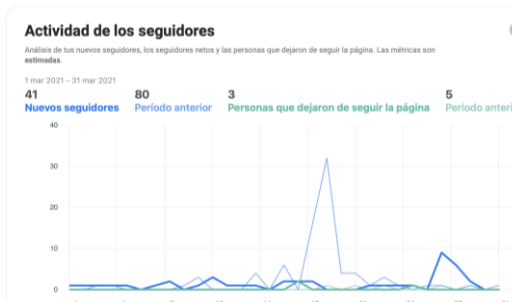 Actividad de los seguidores
Análisis de tus nuevos seguidores, los seguidores netos y las personas que dejaron de seguir la página. Las métricas son
estimadas.
1 mar 2021 - 31 mar 2021
41 80 3 5
Nuevos seguidores Período anterior Personas que dejaron de seguir la página Período anteri
40
30
20
10
0